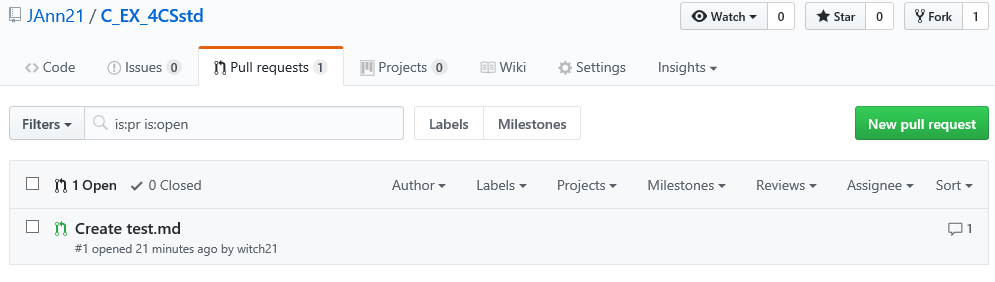 JAnn21 / C_EX_4CSstd Watch 0 Star 0 Fork 1
Code Issues 0 Pull requests 1 Projects 0 Wiki Settings Insights
Filters is:pr is:open Labels Milestones New pull request
1 Open 0 Closed Author Labels Projects Milestones Reviews Assignee Sort
Create test.md 1
#1 opened 21 minutes ago by witch21